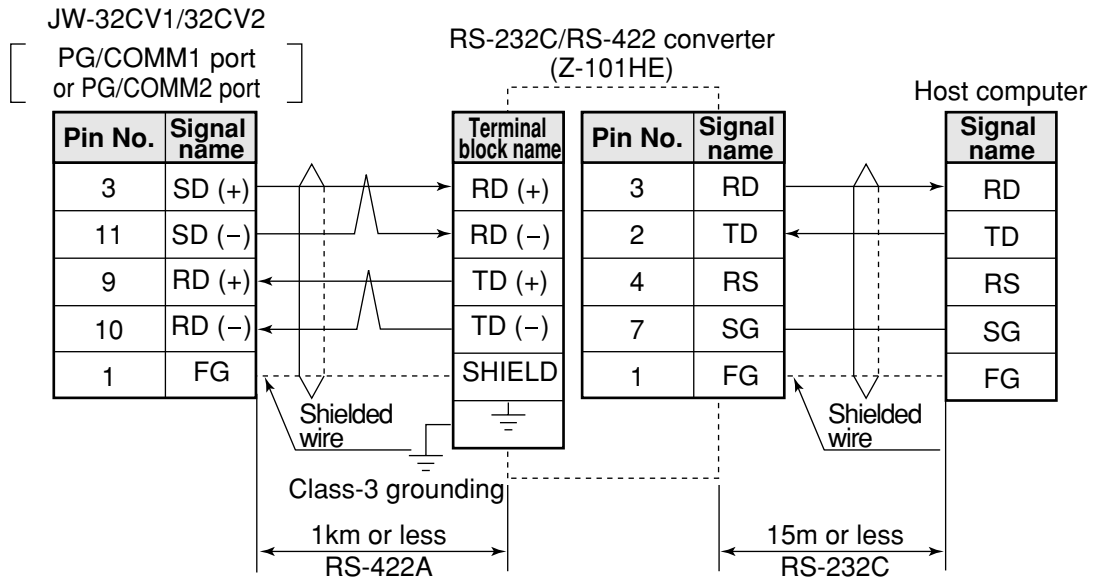 JW-32CV1/32CV2
PG/COMM1 port
or PG/COMM2 port
RS-232C/RS-422 converter
(Z-101HE)
Host computer
Pin No. Signal name
3 SD (+)
11 SD (−)
9 RD (+)
10 RD (−)
1 FG
Terminal block name
RD (+)
RD (−)
TD (+)
TD (−)
SHIELD
Pin No. Signal name
3 RD
2 TD
4 RS
7 SG
1 FG
Signal name
RD
TD
RS
SG
FG
Shielded
wire
Shielded
wire
Class-3 grounding
1km or less
RS-422A
15m or less
RS-232C